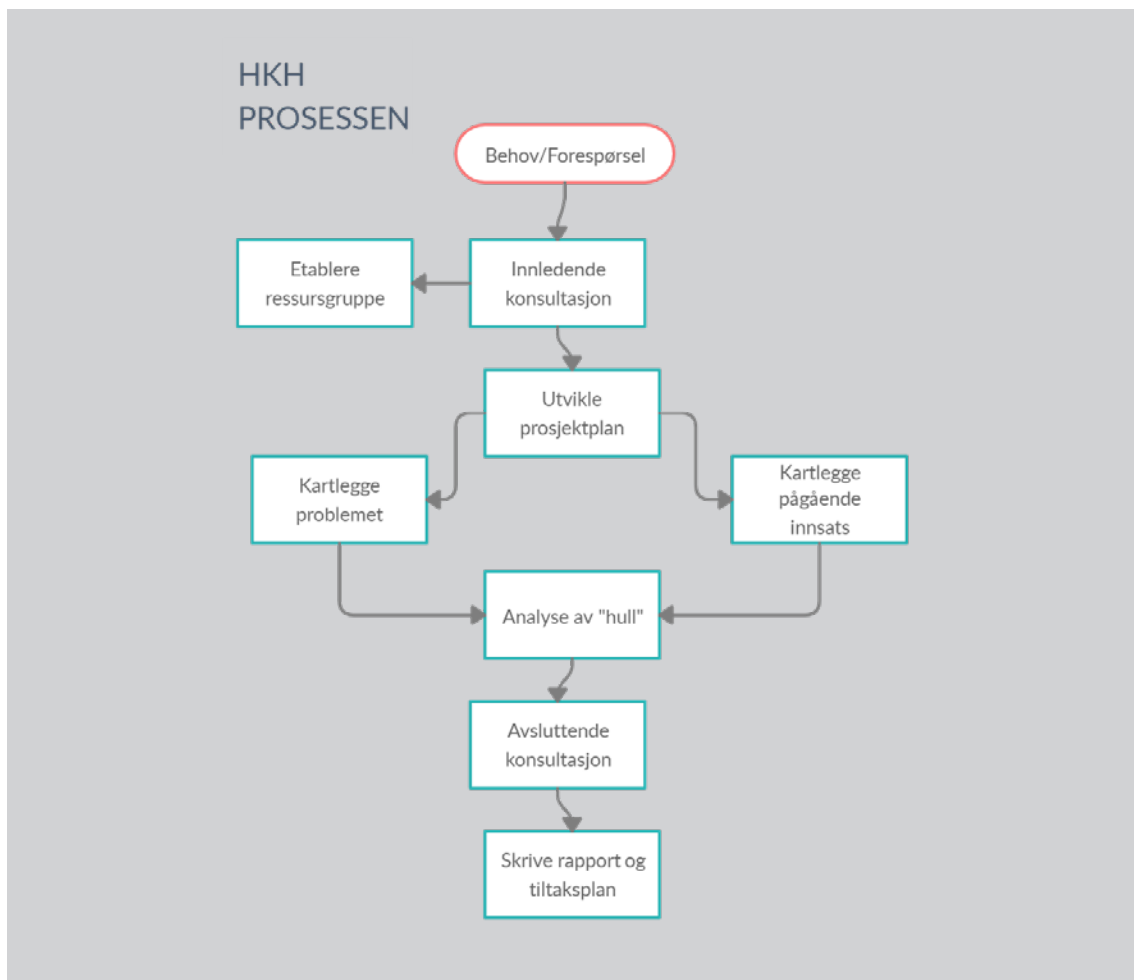 HKH
PROSESSEN
Behov/Forespørsel
Etablere
ressursgruppe
Innledende
konsultasjon
Utvikle
prosjektplan
Kartlegge
problemet
Kartlegge
pågående
innsats
Analyse av "hull"
Avsluttende
konsultasjon
Skrive rapport og
tiltaksplan